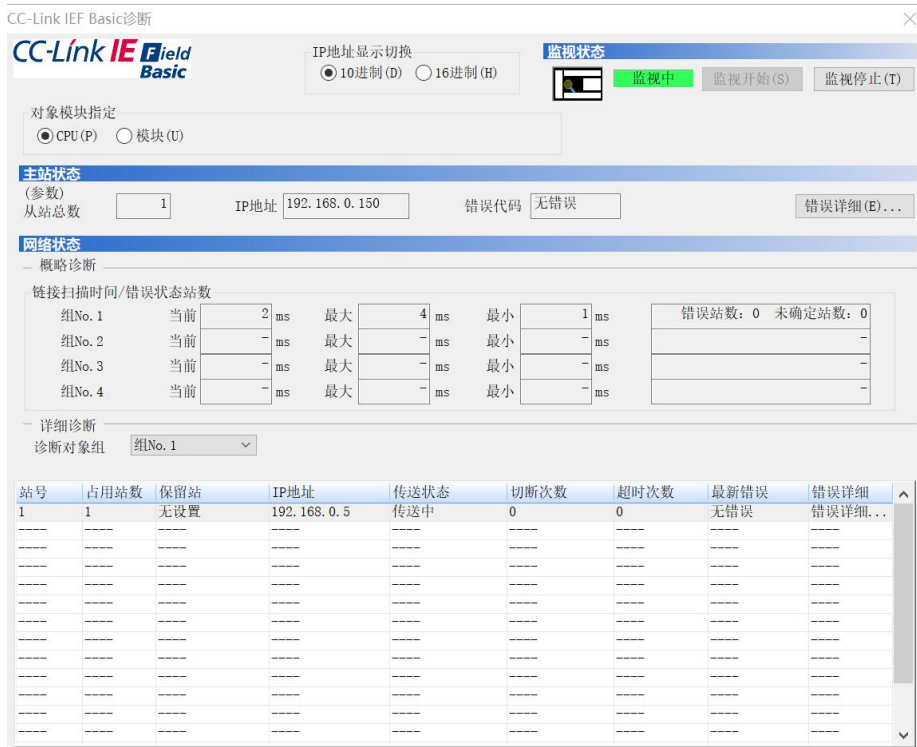 CC-Link IEF Basic诊断
CC-Link IE Field Basic
IP地址显示切换
10进制(D) 16进制(H)
监视状态
监视中 监视开始(S) 监视停止(T)
对象模块指定
CPU(P) 模块(U)
主站状态
(参数)
从站总数 1 IP地址 192.168.0.150 错误代码 无错误 错误详细(E)...
网络状态
概略诊断
链接扫描时间/错误状态站数
组No.1 当前 2 ms 最大 4 ms 最小 1 ms 错误站数: 0 未确定站数: 0
组No.2 当前 - ms 最大 - ms 最小 - ms -
组No.3 当前 - ms 最大 - ms 最小 - ms -
组No.4 当前 - ms 最大 - ms 最小 - ms -
详细诊断
诊断对象组 组No.1
站号 占用站数 保留站 IP地址 传送状态 切断次数 超时次数 最新错误 错误详细
1 1 无设置 192.168.0.5 传送中 0 0 无错误 错误详细...
---- ---- ---- ---- ---- ---- ---- ---- ----
---- ---- ---- ---- ---- ---- ---- ---- ----
---- ---- ---- ---- ---- ---- ---- ---- ----
---- ---- ---- ---- ---- ---- ---- ---- ----
---- ---- ---- ---- ---- ---- ---- ---- ----
---- ---- ---- ---- ---- ---- ---- ---- ----
---- ---- ---- ---- ---- ---- ---- ---- ----
---- ---- ---- ---- ---- ---- ---- ---- ----
---- ---- ---- ---- ---- ---- ---- ---- ----
---- ---- ---- ---- ---- ---- ---- ---- ----
---- ---- ---- ---- ---- ---- ---- ---- ----
---- ---- ---- ---- ---- ---- ---- ---- ----